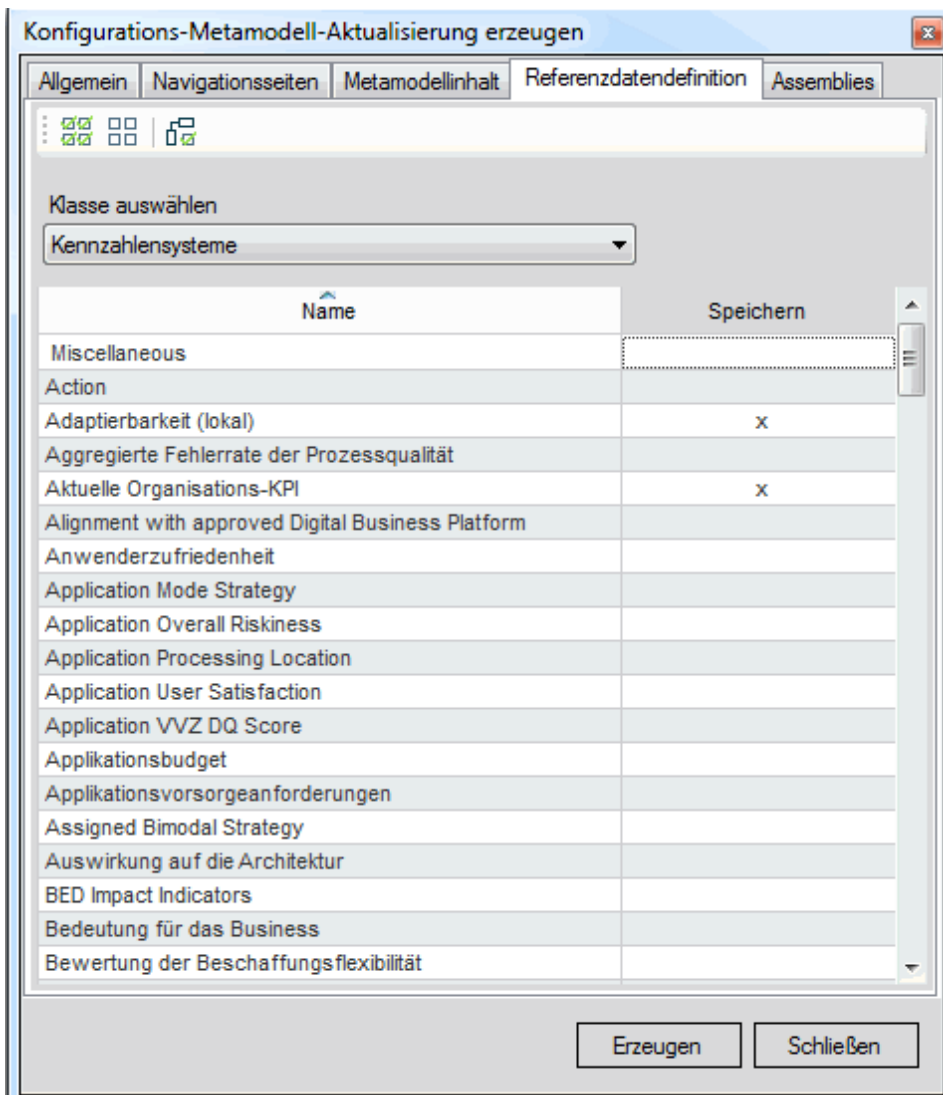 Konfigurations-Metamodell-Aktualisierung erzeugen
Allgemein Navigationsseiten Metamodellinhalt Referenzdatendefinition Assemblies
Klasse auswählen
Kennzahlensysteme
Name Speichern
Miscellaneous
Action
Adaptierbarkeit (lokal) x
Aggregierte Fehlerrate der Prozessqualität
Aktuelle Organisations-KPI x
Alignment with approved Digital Business Platform
Anwenderzufriedenheit
Application Mode Strategy
Application Overall Riskiness
Application Processing Location
Application User Satisfaction
Application VVZ DQ Score
Applikationsbudget
Applikationsvorsorgeanforderungen
Assigned Bimodal Strategy
Auswirkung auf die Architektur
BED Impact Indicators
Bedeutung für das Business
Bewertung der Beschaffungsflexibilität
Erzeugen Schließen